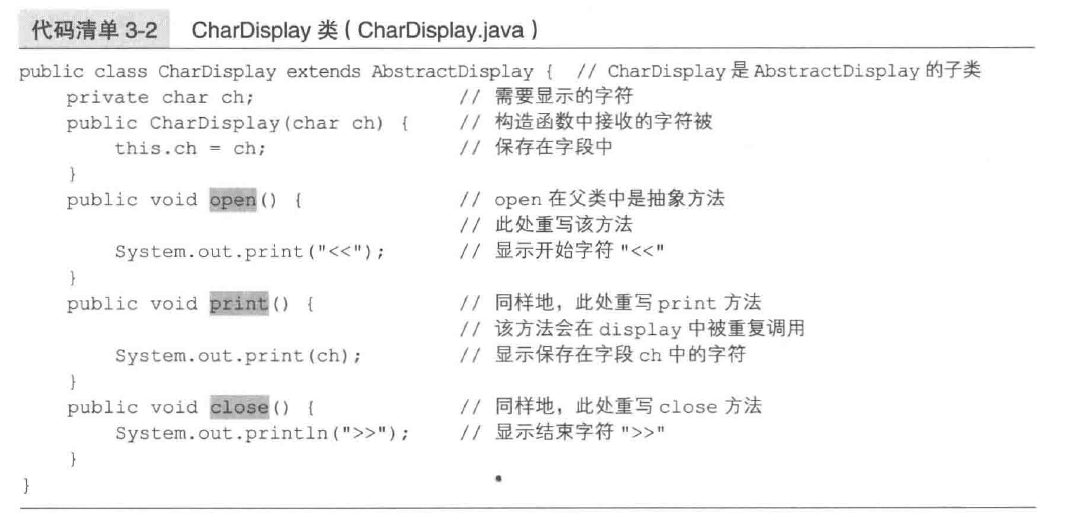 代码清单 3-2 CharDisplay 类 ( CharDisplay.java )
public class CharDisplay extends AbstractDisplay {  // CharDisplay 是 AbstractDisplay 的子类
    private char ch;                 // 需要显示的字符
    public CharDisplay(char ch) {    // 构造函数中接收的字符被
        this.ch = ch;                // 保存在字段中
    }
    public void open() {             // open 在父类中是抽象方法
                                     // 此处重写该方法
        System.out.print("<<");      // 显示开始字符 "<<"
    }
    public void print() {            // 同样地，此处重写 print 方法
                                     // 该方法会在 display 中被重复调用
        System.out.print(ch);        // 显示保存在字段 ch 中的字符
    }
    public void close() {            // 同样地，此处重写 close 方法
        System.out.println(">>");    // 显示结束字符 ">>"
    }
}